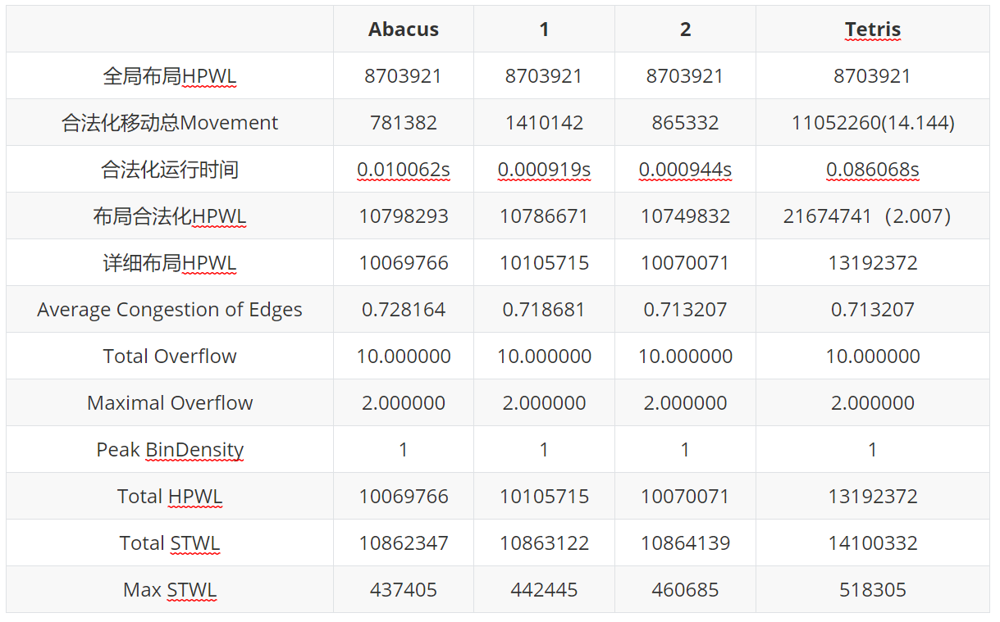 Abacus 1 2 Tetris
全局布局HPWL 8703921 8703921 8703921 8703921
合法化移动总Movement 781382 1410142 865332 11052260(14.144)
合法化运行时间 0.010062s 0.000919s 0.000944s 0.086068s
布局合法化HPWL 10798293 10786671 10749832 21674741（2.007）
详细布局HPWL 10069766 10105715 10070071 13192372
Average Congestion of Edges 0.728164 0.718681 0.713207 0.713207
Total Overflow 10.000000 10.000000 10.000000 10.000000
Maximal Overflow 2.000000 2.000000 2.000000 2.000000
Peak BinDensity 1 1 1 1
Total HPWL 10069766 10105715 10070071 13192372
Total STWL 10862347 10863122 10864139 14100332
Max STWL 437405 442445 460685 518305